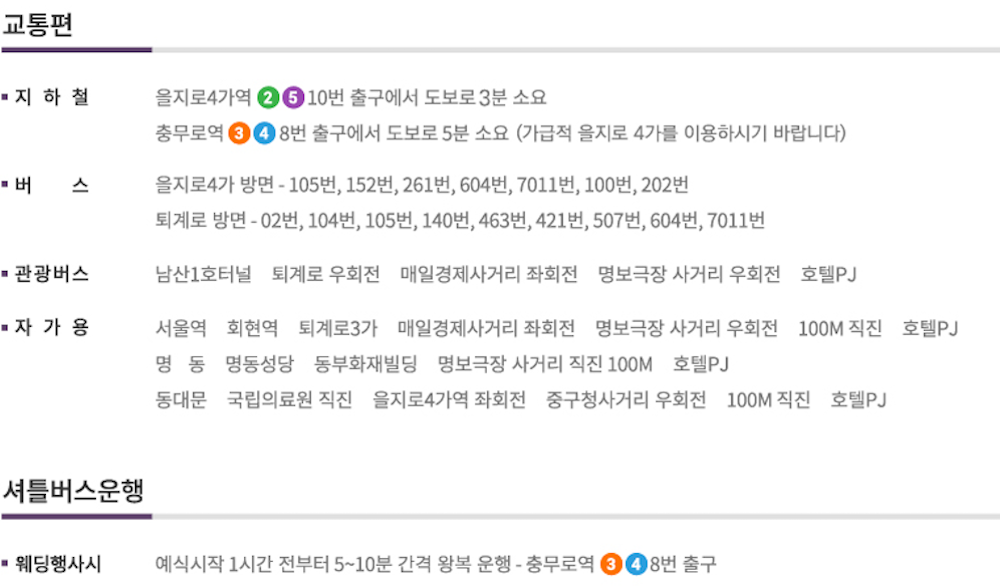 교통편
지 하 철 을지로4가역 2 5 10번 출구에서 도보로 3분 소요
충무로역 3 4 8번 출구에서 도보로 5분 소요 (가급적 을지로 4가를 이용하시기 바랍니다)
버 스 을지로4가 방면 - 105번, 152번, 261번, 604번, 7011번, 100번, 202번
퇴계로 방면 - 02번, 104번, 105번, 140번, 463번, 421번, 507번, 604번, 7011번
관광버스 남산1호터널 퇴계로 우회전 매일경제사거리 좌회전 명보극장 사거리 우회전 호텔PJ
자 가 용 서울역 회현역 퇴계로3가 매일경제사거리 좌회전 명보극장 사거리 우회전 100M 직진 호텔PJ
명 동 명동성당 동부화재빌딩 명보극장 사거리 직진 100M 호텔PJ
동대문 국립의료원 직진 을지로4가역 좌회전 중구청사거리 우회전 100M 직진 호텔PJ
셔틀버스운행
웨딩행사시 예식시작 1시간 전부터 5~10분 간격 왕복 운행 - 충무로역 3 4 8번 출구